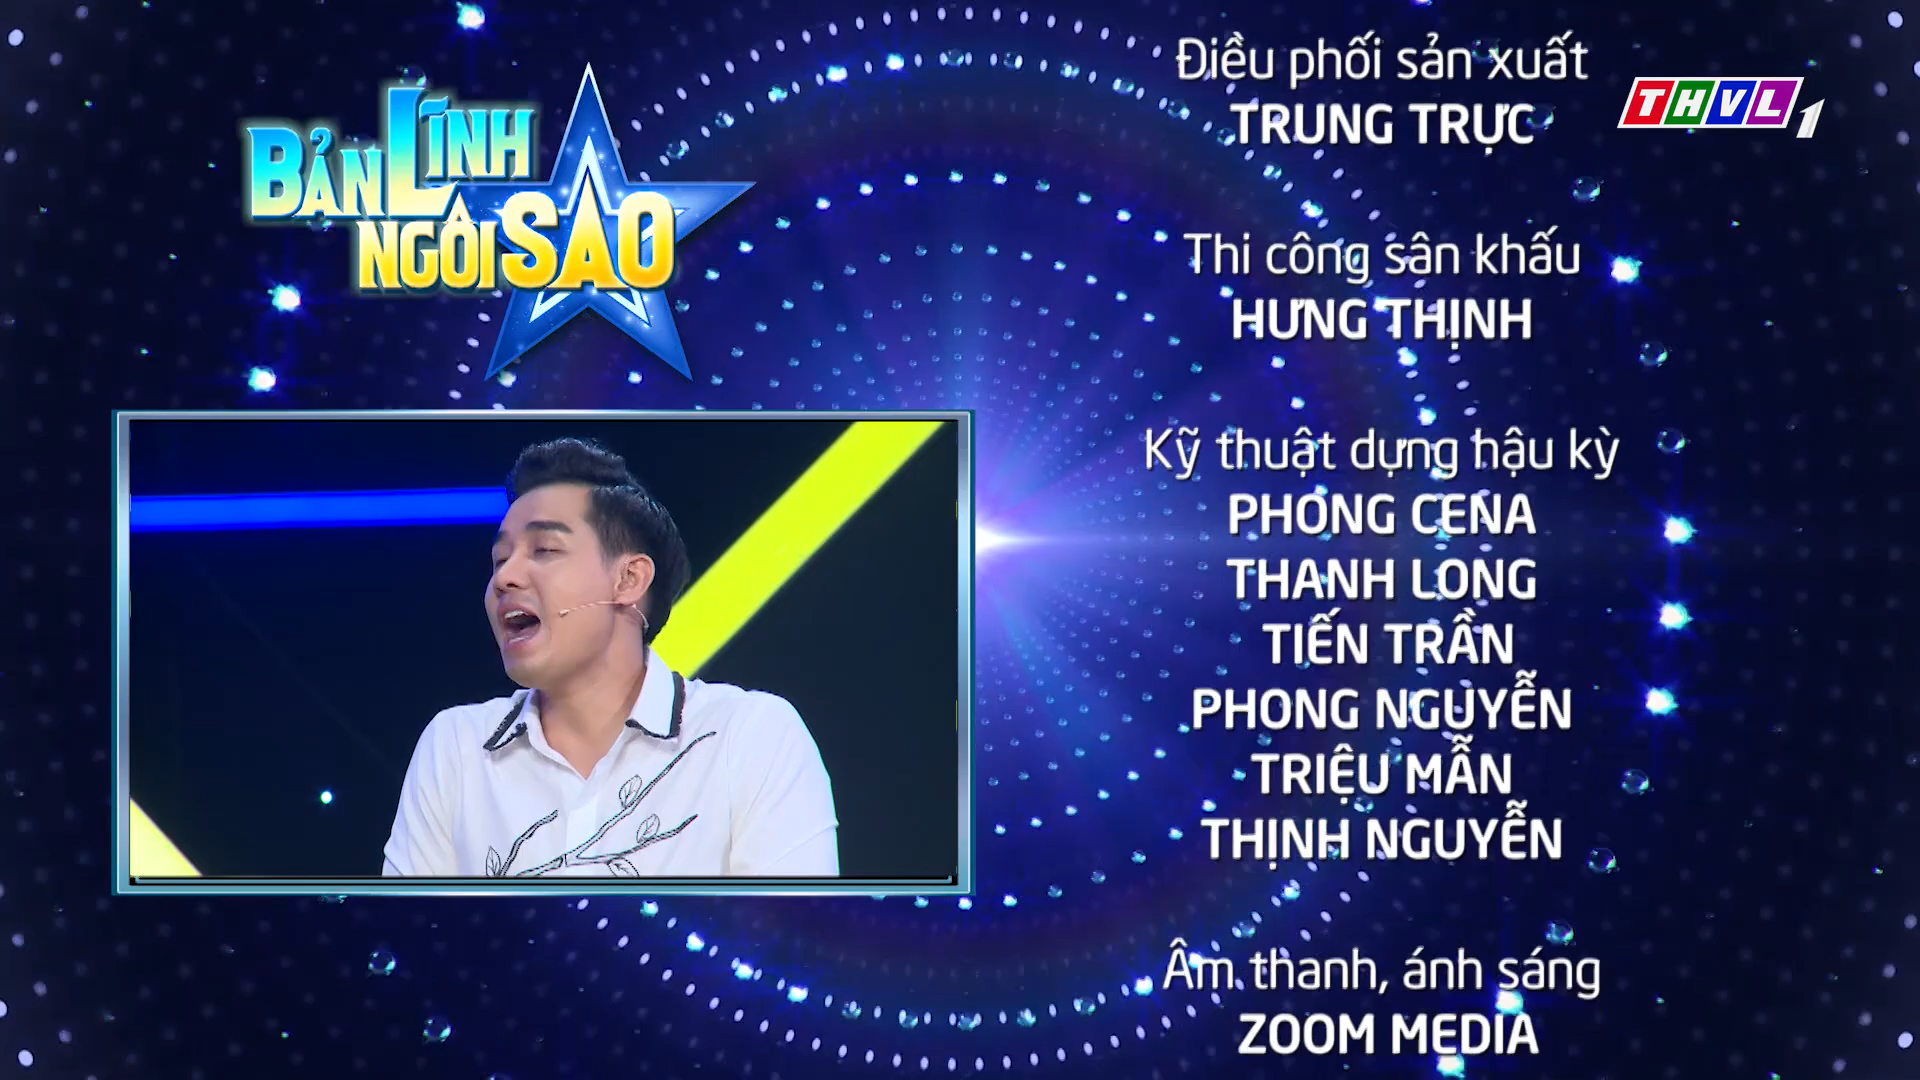 BẢN LĨNH
NGÔI SAO
Điều phối sản xuất
TRUNG TRỰC
THVL1
Thi công sân khấu
HƯNG THỊNH
Kỹ thuật dựng hậu kỳ
PHONG CENA
THANH LONG
TIẾN TRẦN
PHONG NGUYỄN
TRIỆU MẪN
THỊNH NGUYỄN
Âm thanh, ánh sáng
ZOOM MEDIA